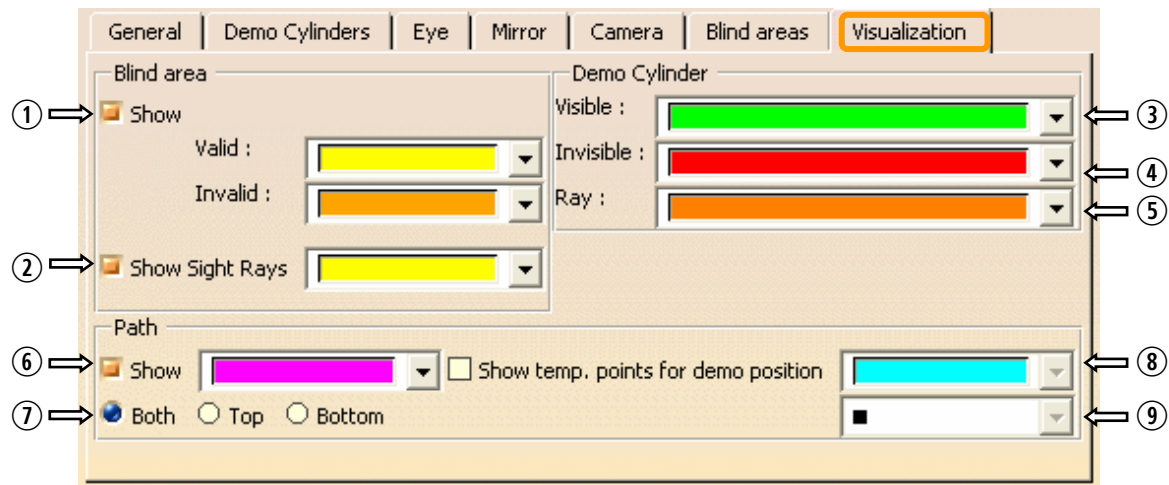 General Demo Cylinders Eye Mirror Camera Blind areas Visualization
Blind area
Demo Cylinder
① Show
Visible : ③
Valid :
Invisible : ④
Invalid :
Ray : ⑤
② Show Sight Rays
Path
⑥ Show Show temp. points for demo position ⑧
⑦ Both Top Bottom ⑨